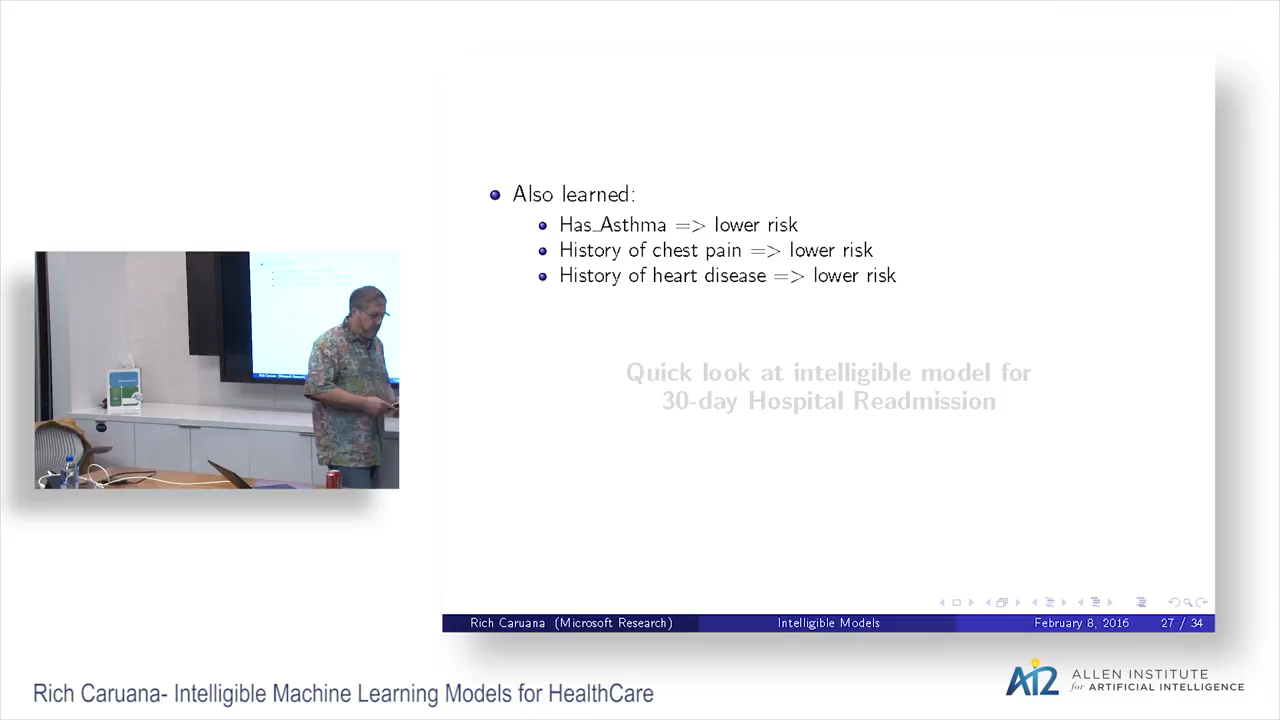 Also learned:
Has_Asthma => lower risk
History of chest pain => lower risk
History of heart disease => lower risk
Quick look at intelligible model for
30-day Hospital Readmission
Rich Caruana (Microsoft Research)
Intelligible Models
February 8, 2016
27 / 34
Rich Caruana- Intelligible Machine Learning Models for HealthCare
AI2
ALLEN INSTITUTE
for ARTIFICIAL INTELLIGENCE